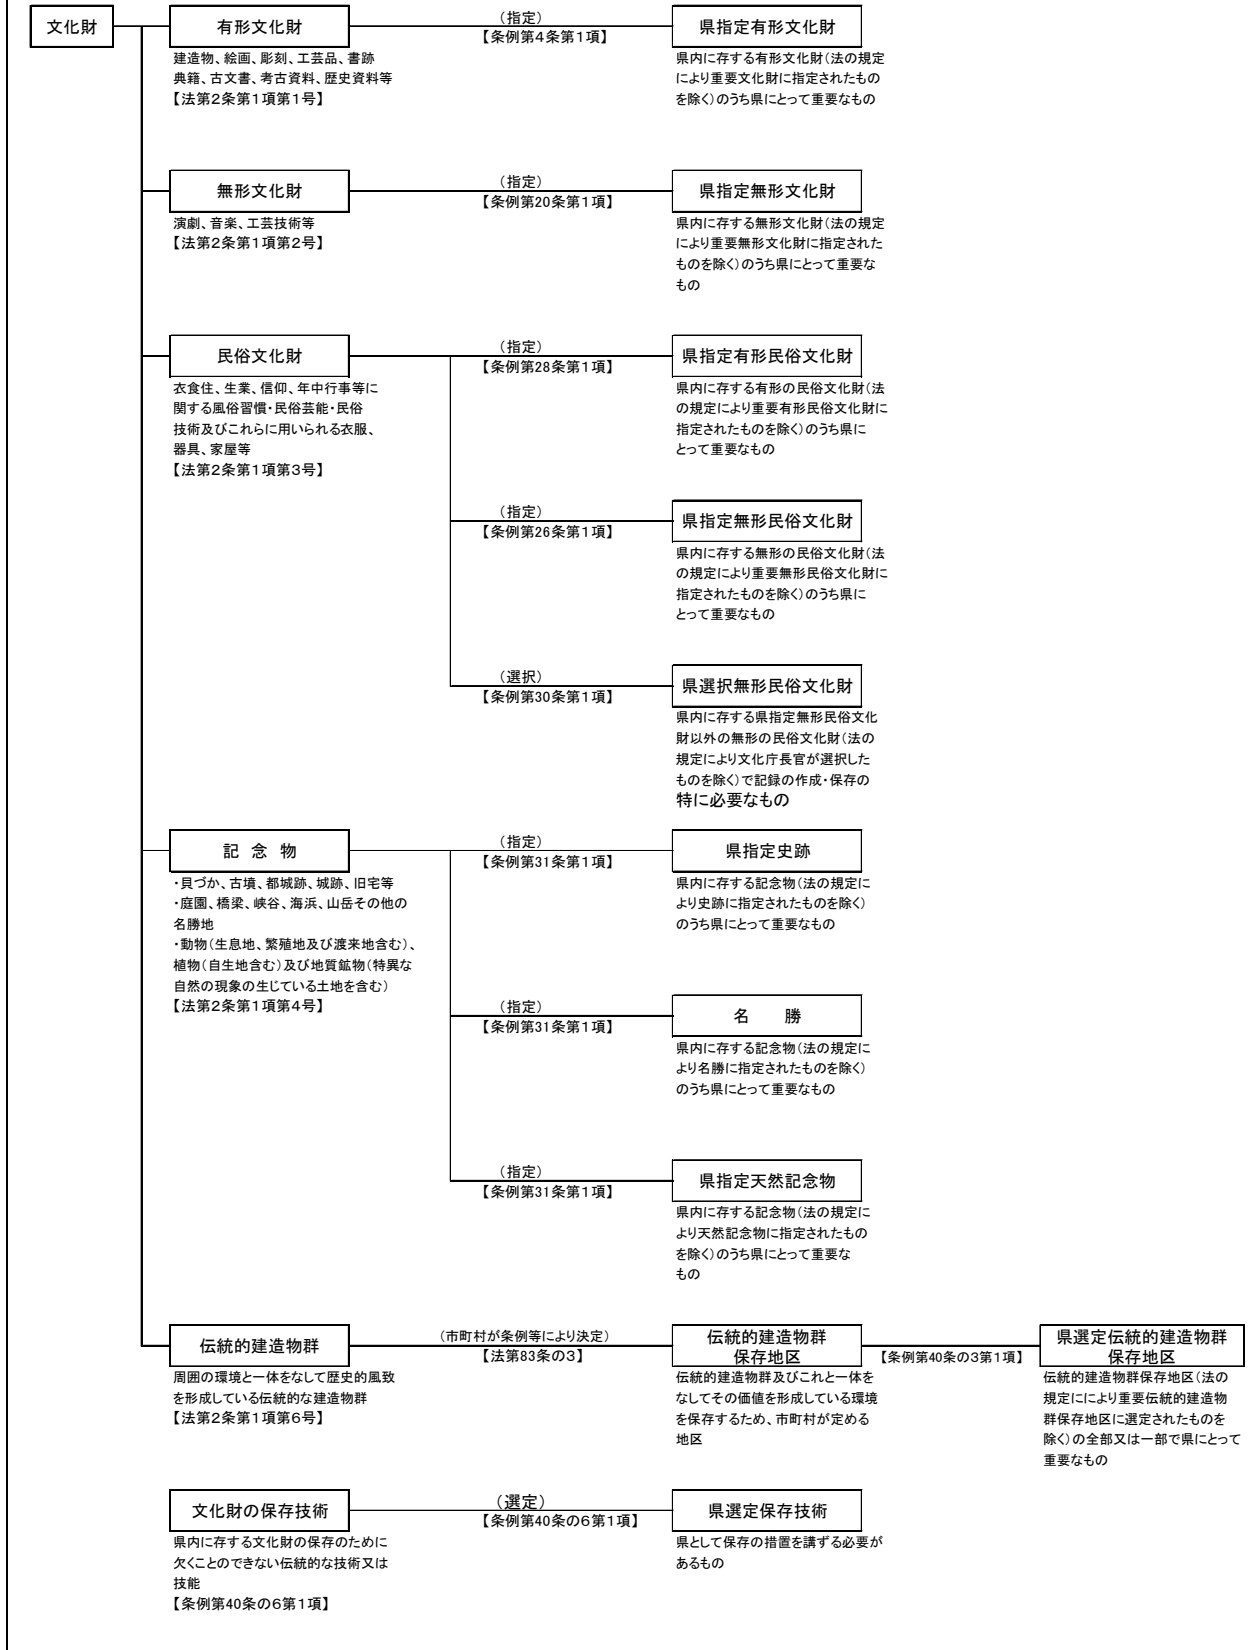 文化財
有形文化財
建造物、絵画、彫刻、工芸品、書跡
典籍、古文書、考古資料、歴史資料等
【法第2条第1項第1号】
（指定）
【条例第4条第1項】
県指定有形文化財
県内に存する有形文化財（法の規定
により重要文化財に指定されたもの
を除く）のうち県にとって重要なもの
無形文化財
演劇、音楽、工芸技術等
【法第2条第1項第2号】
（指定）
【条例第20条第1項】
県指定無形文化財
県内に存する無形文化財（法の規定
により重要無形文化財に指定された
ものを除く）のうち県にとって重要な
もの
民俗文化財
衣食住、生業、信仰、年中行事等に
関する風俗習慣・民俗芸能・民俗
技術及びこれらに用いられる衣服、
器具、家屋等
【法第2条第1項第3号】
（指定）
【条例第28条第1項】
県指定有形民俗文化財
県内に存する有形の民俗文化財（法
の規定により重要有形民俗文化財に
指定されたものを除く）のうち県に
とって重要なもの
（指定）
【条例第26条第1項】
県指定無形民俗文化財
県内に存する無形の民俗文化財（法
の規定により重要無形民俗文化財に
指定されたものを除く）のうち県に
とって重要なもの
（選択）
【条例第30条第1項】
県選択無形民俗文化財
県内に存する県指定無形民俗文化
財以外の無形の民俗文化財（法の
規定により文化庁長官が選択した
ものを除く）で記録の作成・保存の
特に必要なもの
記 念 物
・貝づか、古墳、都城跡、城跡、旧宅等
・庭園、橋梁、峡谷、海浜、山岳その他の
名勝地
・動物（生息地、繁殖地及び渡来地含む）、
植物（自生地含む）及び地質鉱物（特異な
自然の現象の生じている土地を含む）
【法第2条第1項第4号】
（指定）
【条例第31条第1項】
県指定史跡
県内に存する記念物（法の規定に
より史跡に指定されたものを除く）
のうち県にとって重要なもの
（指定）
【条例第31条第1項】
名　　勝
県内に存する記念物（法の規定に
より名勝に指定されたものを除く）
のうち県にとって重要なもの
（指定）
【条例第31条第1項】
県指定天然記念物
県内に存する記念物（法の規定に
より天然記念物に指定されたもの
を除く）のうち県にとって重要な
もの
伝統的建造物群
周囲の環境と一体をなして歴史的風致
を形成している伝統的な建造物群
【法第2条第1項第6号】
（市町村が条例等により決定）
【法第83条の3】
伝統的建造物群
保存地区
伝統的建造物群及びこれと一体を
なしてその価値を形成している環境
を保存するため、市町村が定める
地区
【条例第40条の3第1項】
県選定伝統的建造物群
保存地区
伝統的建造物群保存地区（法の
規定ににより重要伝統的建造物
群保存地区に選定されたものを
除く）の全部又は一部で県にとって
重要なもの
文化財の保存技術
県内に存する文化財の保存のために
欠くことのできない伝統的な技術又は
技能
【条例第40条の6第1項】
（選定）
【条例第40条の6第1項】
県選定保存技術
県として保存の措置を講ずる必要が
あるもの